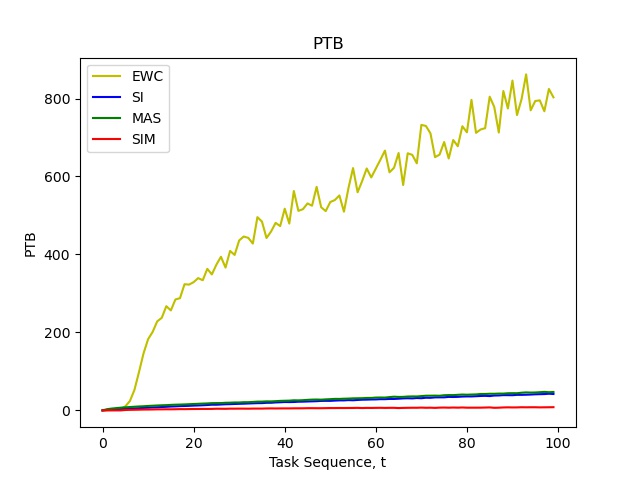 PTB
EWC
SI
MAS
SIM
800
600
400
200
0
PTB
0 20 40 60 80 100
Task Sequence, t